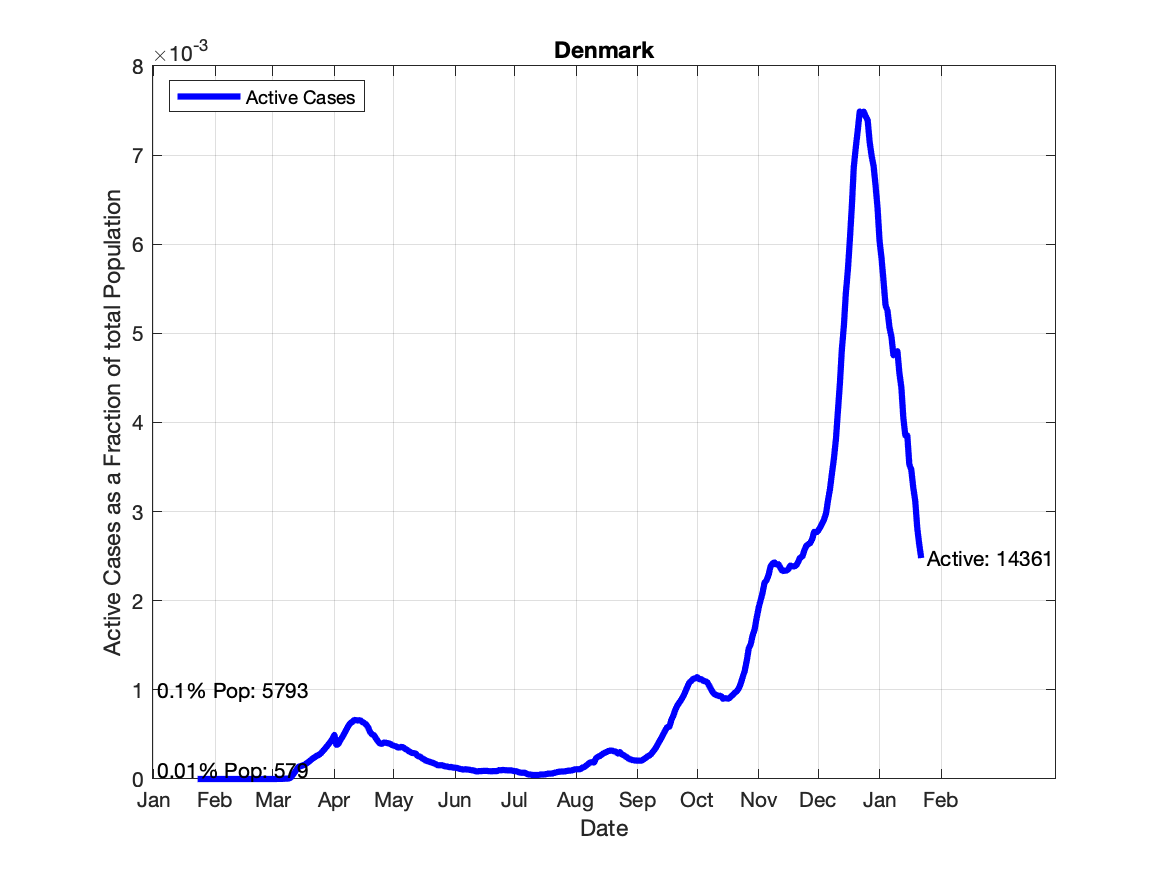 Denmark
×10-3
Active Cases
8
7
6
5
4
3
2
1
0
Active Cases as a Fraction of total Population
Active: 14361
0.1% Pop: 5793
0.01% Pop: 579
Jan Feb Mar Apr May Jun Jul Aug Sep Oct Nov Dec Jan Feb
Date